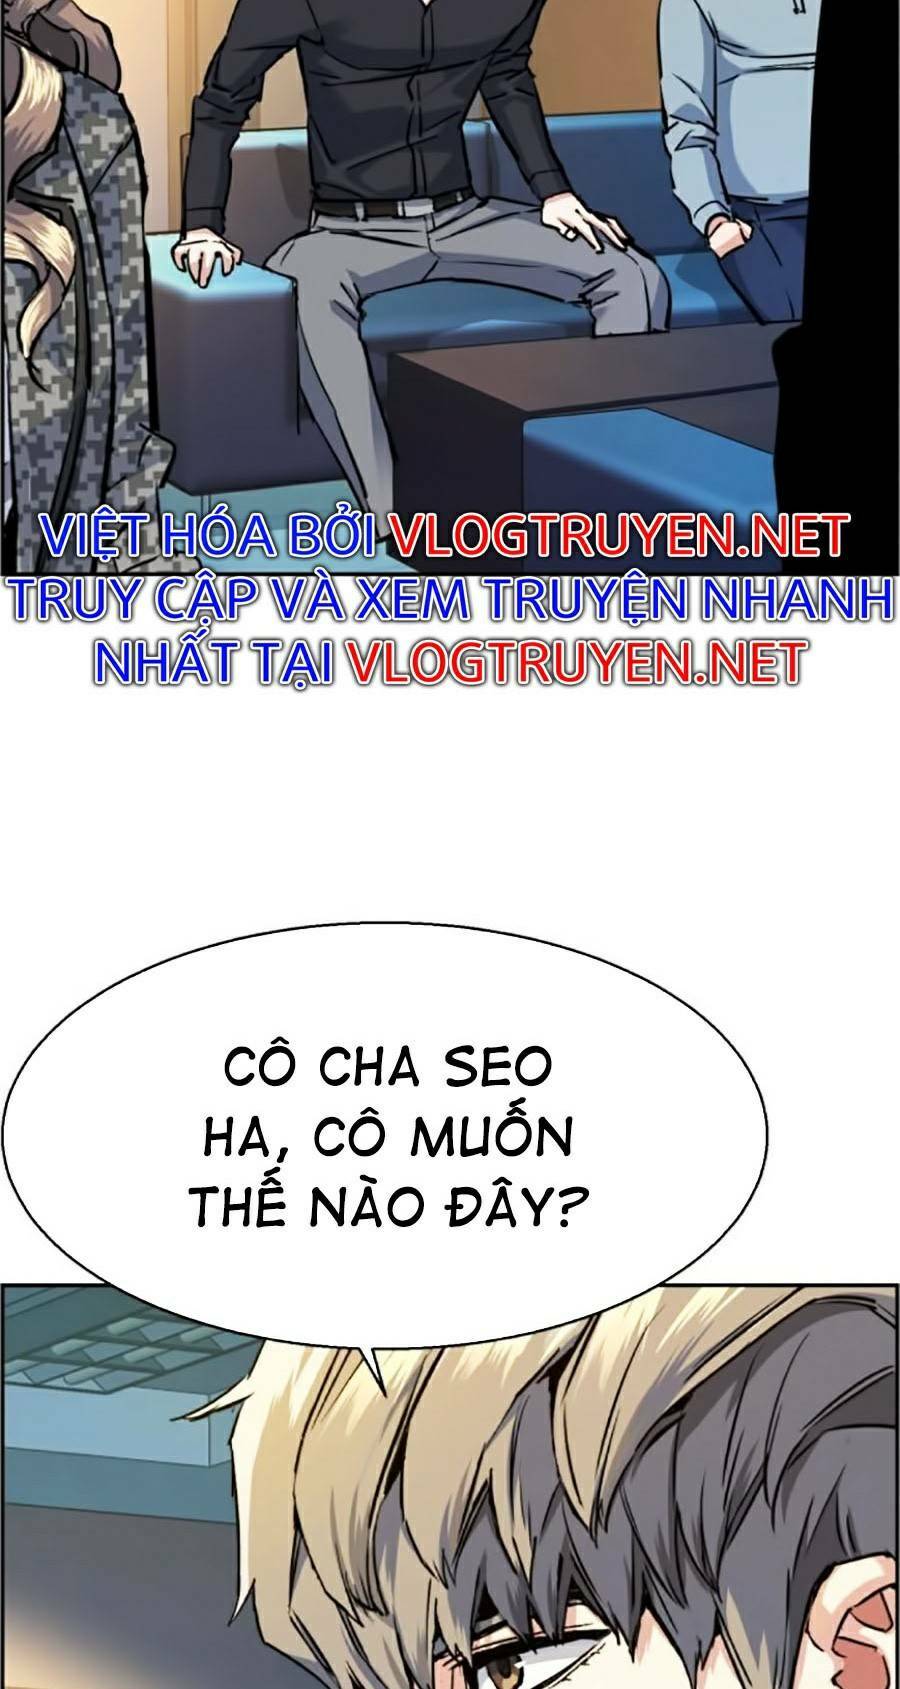 VIỆT HÓA BỞI VLOGTRUYEN.NET
TRUY CẬP VÀ XEM TRUYỆN NHANH
NHẤT TẠI VLOGTRUYEN.NET
CÔ CHA SEO
HA, CÔ MUỐN
THẾ NÀO ĐÂY?